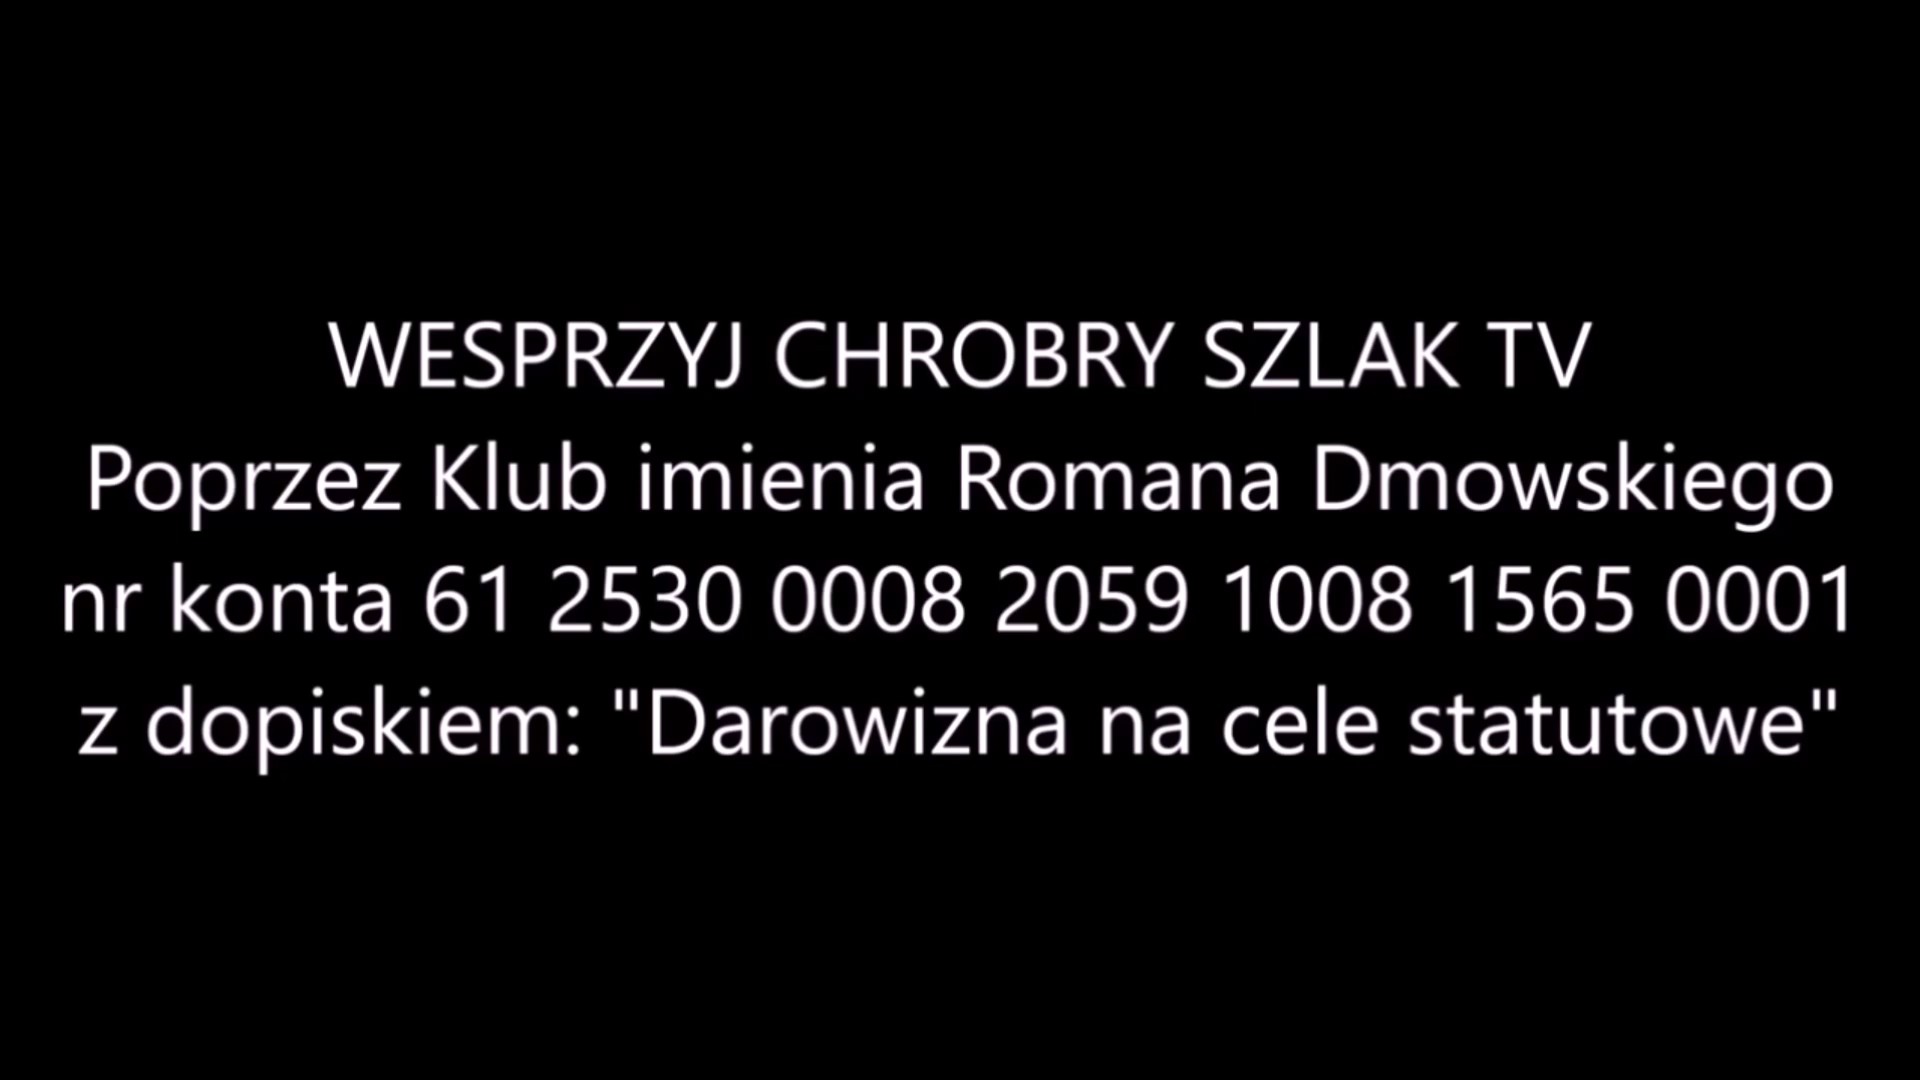 WESPRZYJ CHROBRY SZLAK TV
Poprzez Klub imienia Romana Dmowskiego
nr konta 61 2530 0008 2059 1008 1565 0001
z dopiskiem: "Darowizna na cele statutowe"